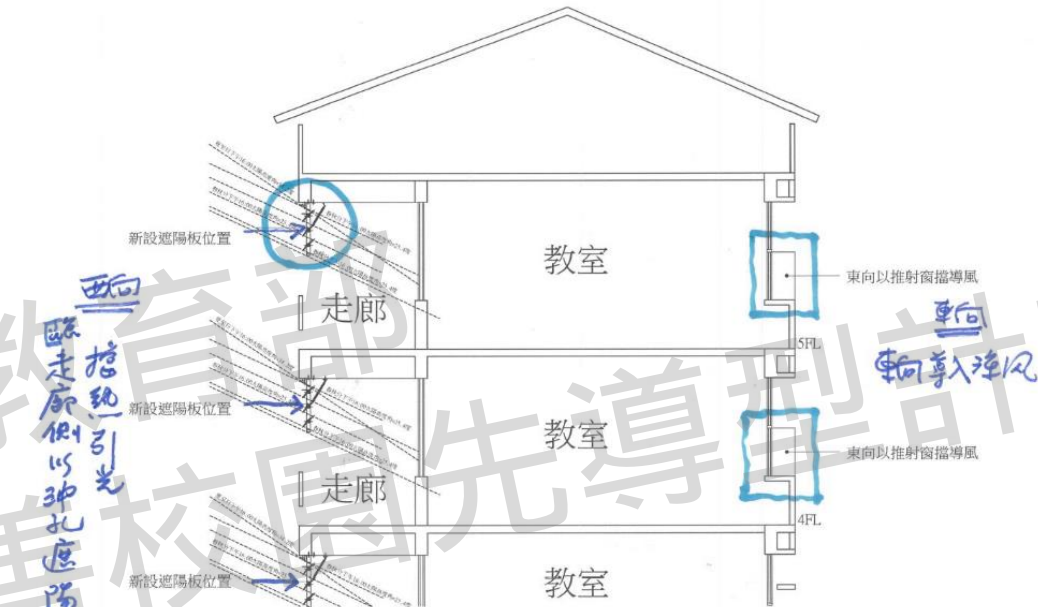 新設遮陽板位置
教室
東向以推射窗擋導風
走廊
5FL
西向
擋熱引光
臨走廊側以沖孔遮陽
東向
東向導入強風
新設遮陽板位置
教室
東向以推射窗擋導風
走廊
4FL
新設遮陽板位置
教室
教育部
善校園先導型計